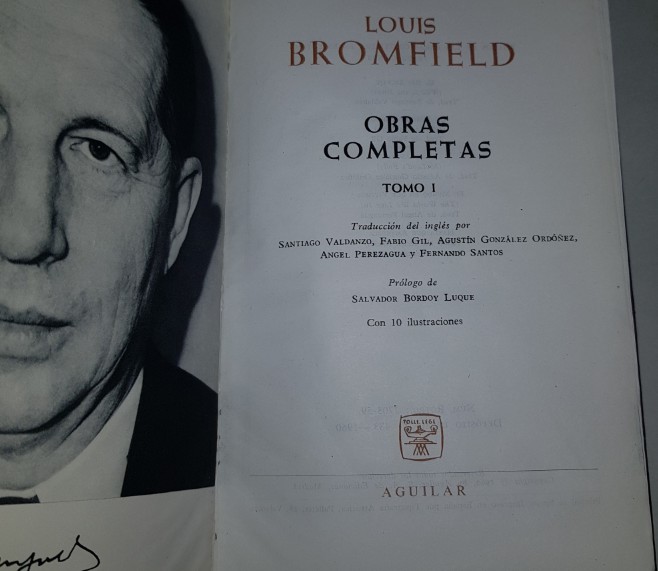 LOUIS
BROMFIELD
OBRAS
COMPLETAS
TOMO I
Traducción del inglés por
SANTIAGO VALDANZO, FABIO GIL, AGUSTÍN GONZÁLEZ ORDÓÑEZ,
ANGEL PEREZAGUA Y FERNANDO SANTOS
Prólogo de
SALVADOR BORDOY LUQUE
Con 10 ilustraciones
TOLLE LEGE
AGUILAR